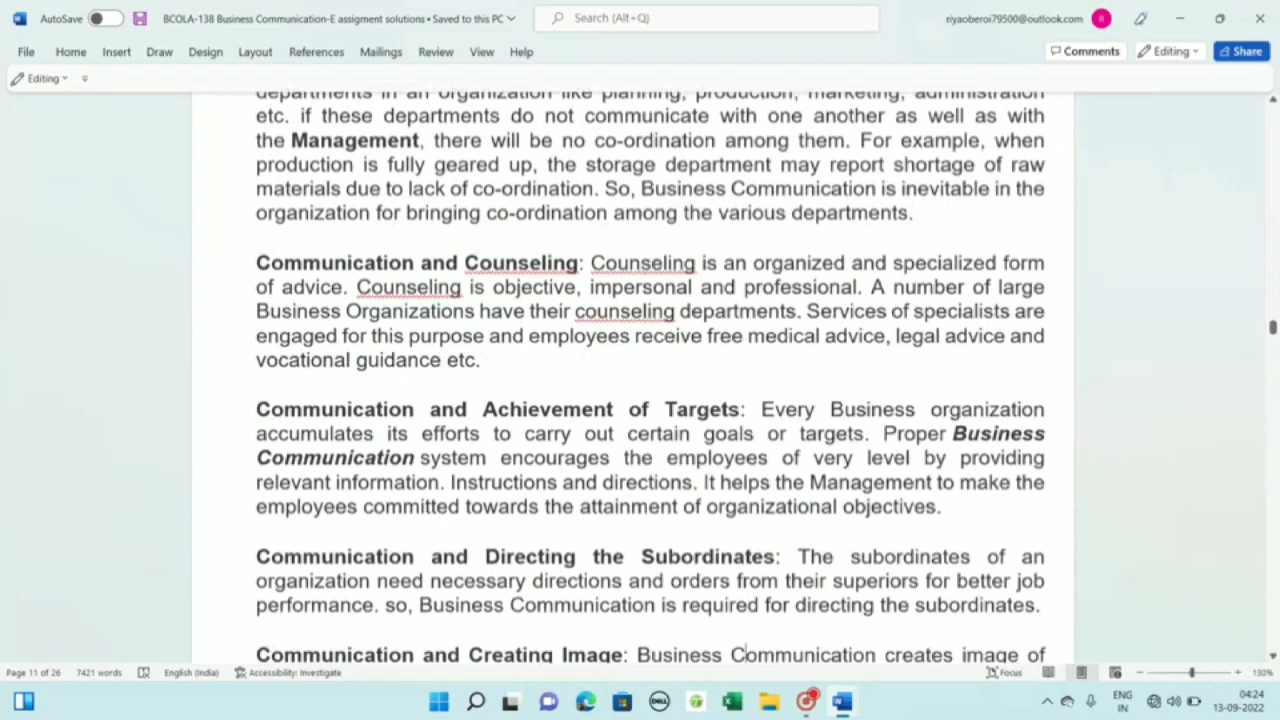 AutoSave
BCOLA-138 Business Communication-E assigment solutions • Saved to this PC
Search (Alt+Q)
riyaoberoi79500@outlook.com
R
File Home Insert Draw Design Layout References Mailings Review View Help
Comments Editing Share
Editing
departments in an organization like planning, production, marketing, administration
etc. if these departments do not communicate with one another as well as with
the Management, there will be no co-ordination among them. For example, when
production is fully geared up, the storage department may report shortage of raw
materials due to lack of co-ordination. So, Business Communication is inevitable in the
organization for bringing co-ordination among the various departments.
Communication and Counseling: Counseling is an organized and specialized form
of advice. Counseling is objective, impersonal and professional. A number of large
Business Organizations have their counseling departments. Services of specialists are
engaged for this purpose and employees receive free medical advice, legal advice and
vocational guidance etc.
Communication and Achievement of Targets: Every Business organization
accumulates its efforts to carry out certain goals or targets. Proper Business
Communication system encourages the employees of very level by providing
relevant information. Instructions and directions. It helps the Management to make the
employees committed towards the attainment of organizational objectives.
Communication and Directing the Subordinates: The subordinates of an
organization need necessary directions and orders from their superiors for better job
performance. so, Business Communication is required for directing the subordinates.
Communication and Creating Image: Business Communication creates image of
Page 11 of 26 7421 words English (India) Accessibility: Investigate Focus 130%
DELL
ENG
IN
04:24
13-09-2022